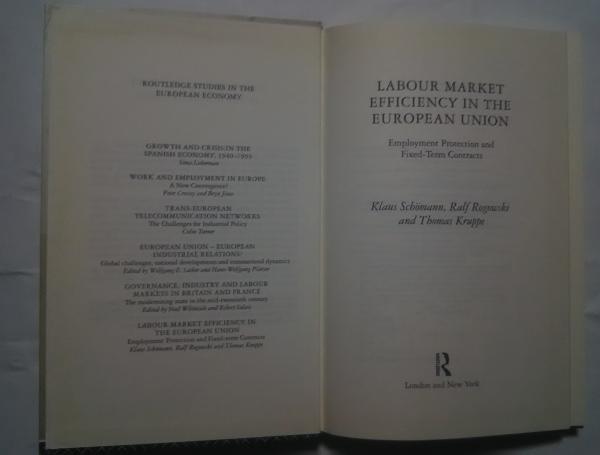 ROUTLEDGE STUDIES IN THE
EUROPEAN ECONOMY
GROWTH AND CRISIS IN THE
SPANISH ECONOMY, 1940–1993
Sima Lieberman
WORK AND EMPLOYMENT IN EUROPE
A New Convergence?
Peter Cressey and Bryn Jones
TRANS-EUROPEAN
TELECOMMUNICATION NETWORKS
The Challenges for Industrial Policy
Colin Turner
EUROPEAN UNION – EUROPEAN
INDUSTRIAL RELATIONS?
Global challenges, national developments and transnational dynamics
Edited by Wolfgang E. Lecher and Hans-Wolfgang Platzer
GOVERNANCE, INDUSTRY AND LABOUR
MARKETS IN BRITAIN AND FRANCE
The modernising state in the mid-twentieth century
Edited by Noel Whiteside and Robert Salais
LABOUR MARKET EFFICIENCY IN
THE EUROPEAN UNION
Employment Protection and Fixed-term Contracts
Klaus Schömann, Ralf Rogowski and Thomas Kruppe
LABOUR MARKET
EFFICIENCY IN THE
EUROPEAN UNION
Employment Protection and
Fixed-Term Contracts
Klaus Schömann, Ralf Rogowski
and Thomas Kruppe
R
London and New York